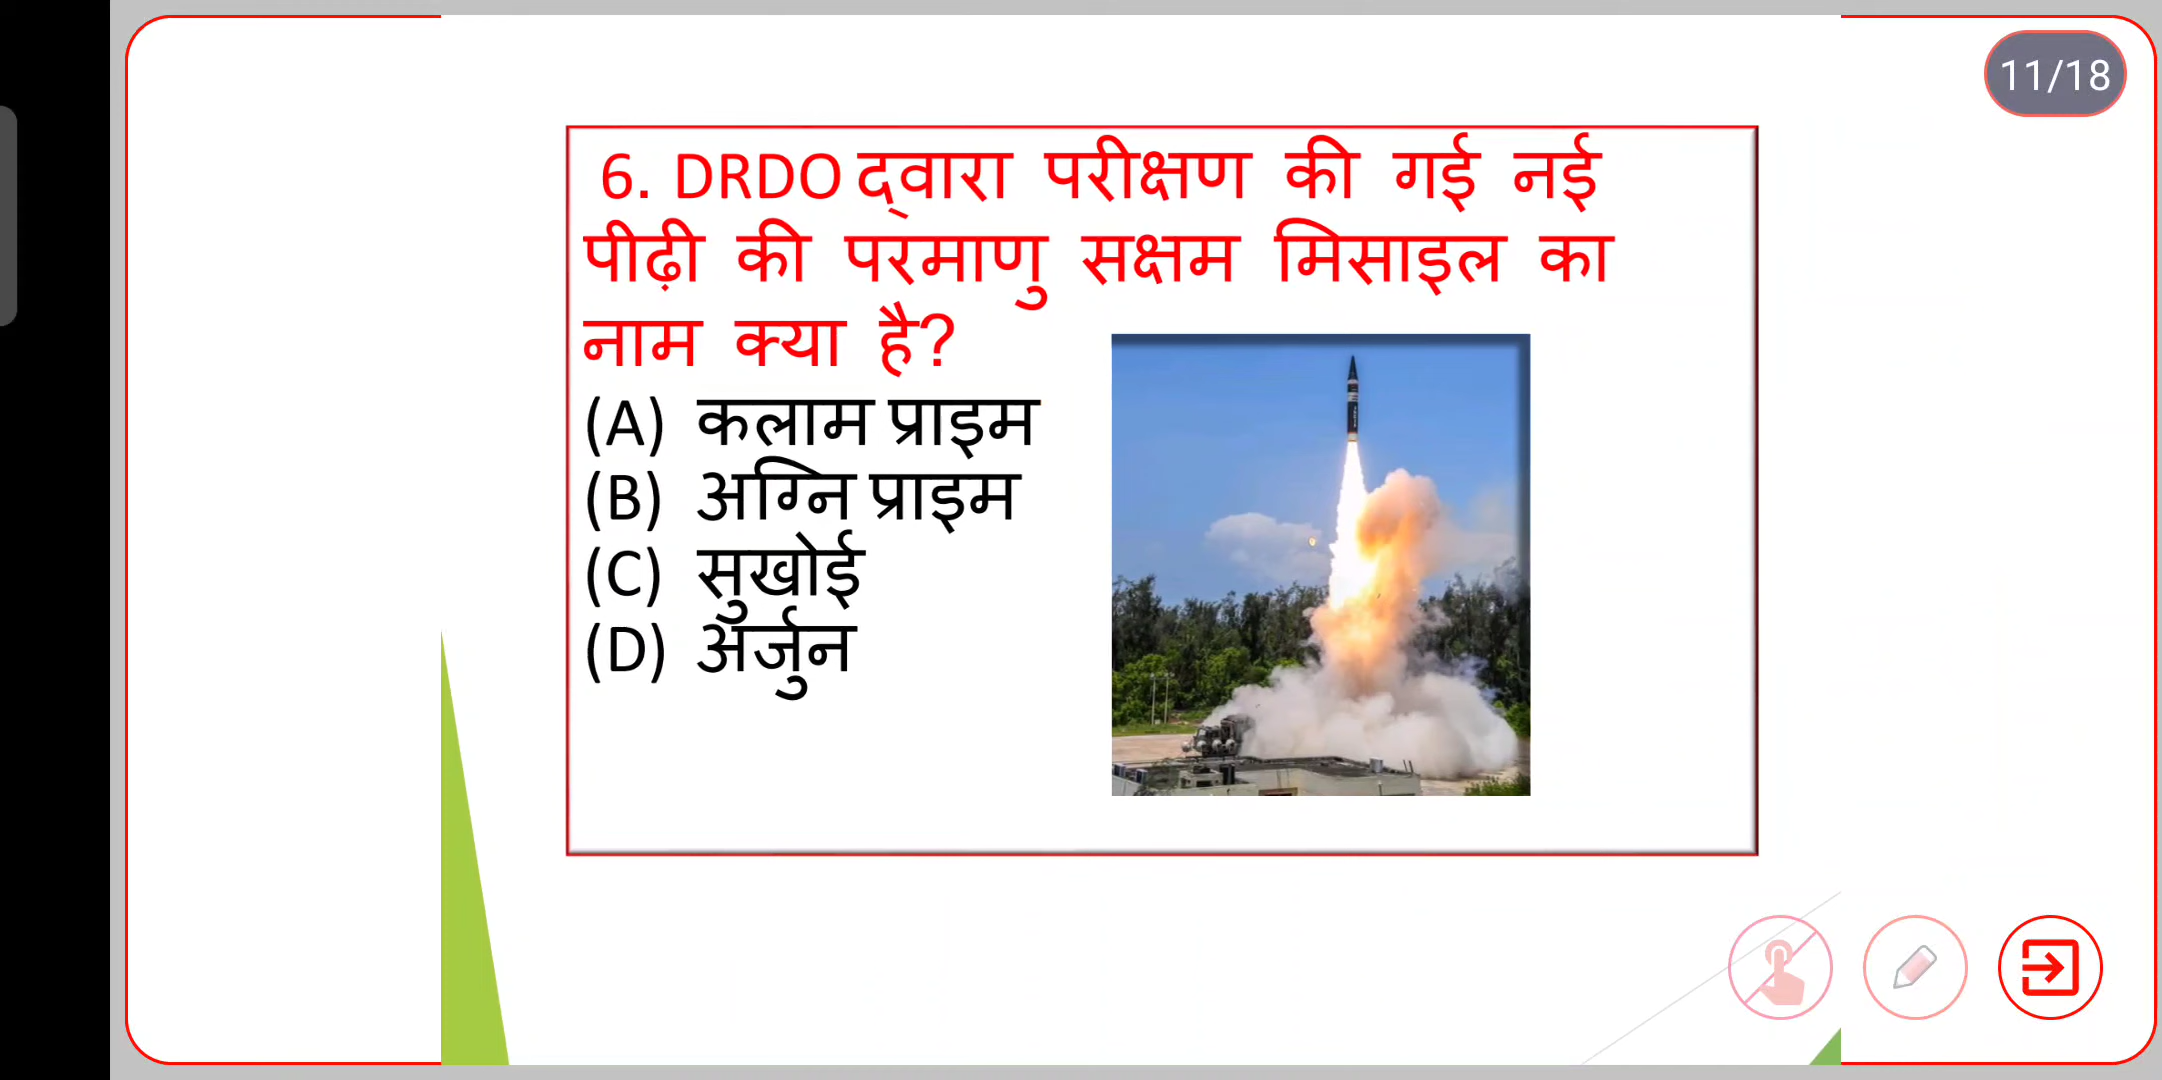 11/18
6. DRDO द्वारा परीक्षण की गई नई
पीढ़ी की परमाणु सक्षम मिसाइल का
नाम क्या है?
(A) कलाम प्राइम
(B) अग्नि प्राइम
(C) सुखोई
(D) अर्जुन